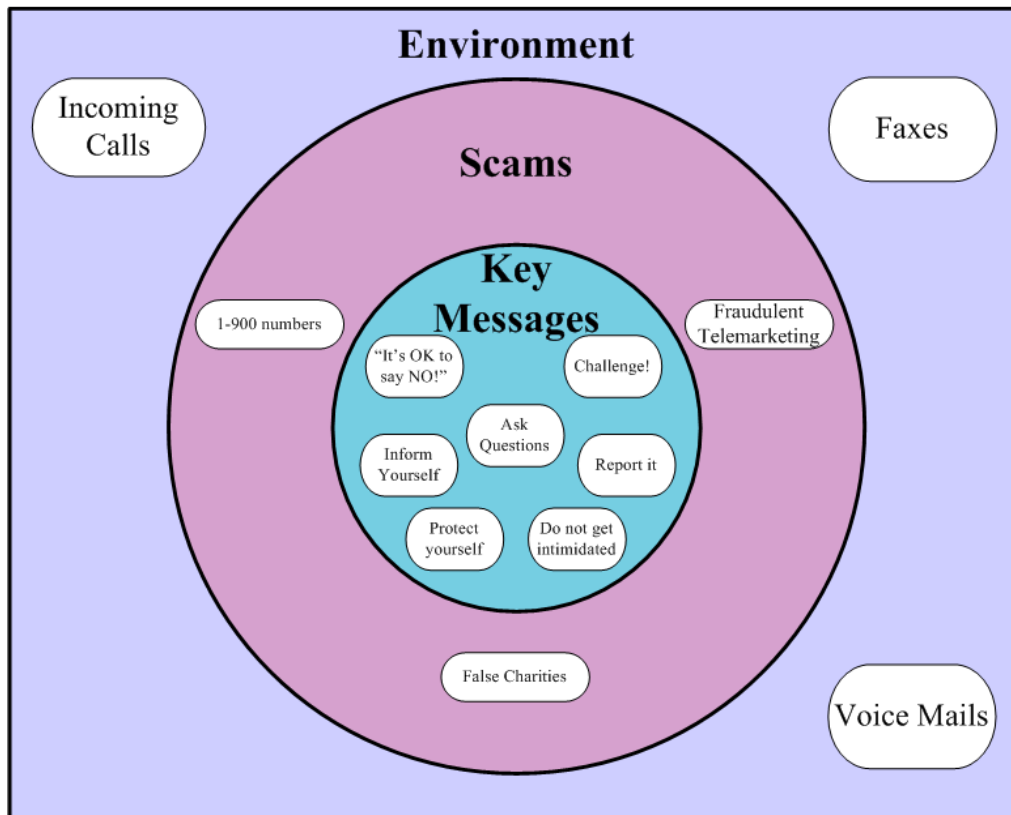 Environment
Incoming
Calls
Faxes
Scams
Key
Messages
1-900 numbers
Fraudulent
Telemarketing
“It’s OK to
say NO!”
Challenge!
Ask
Questions
Inform
Yourself
Report it
Protect
yourself
Do not get
intimidated
False Charities
Voice Mails